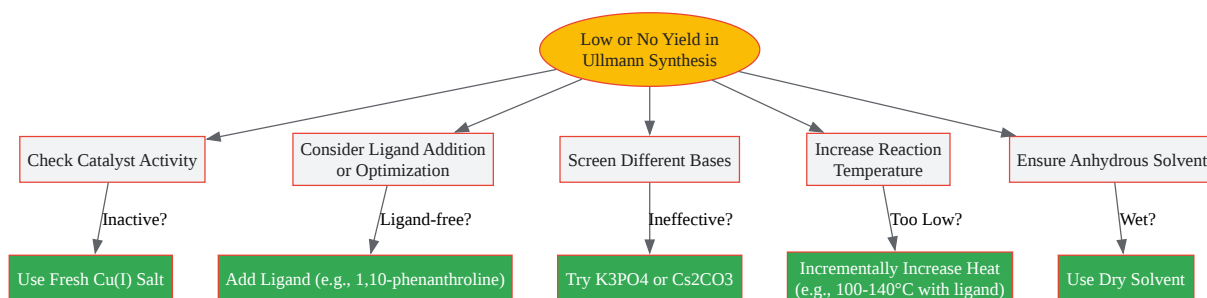 Low or No Yield in
Ullmann Synthesis
Check Catalyst Activity
Consider Ligand Addition
or Optimization
Screen Different Bases
Increase Reaction
Temperature
Ensure Anhydrous Solvent
Inactive?
Ligand-free?
Ineffective?
Too Low?
Wet?
Use Fresh Cu(I) Salt
Add Ligand (e.g., 1,10-phenanthroline)
Try K3PO4 or Cs2CO3
Incrementally Increase Heat
(e.g., 100-140°C with ligand)
Use Dry Solvent